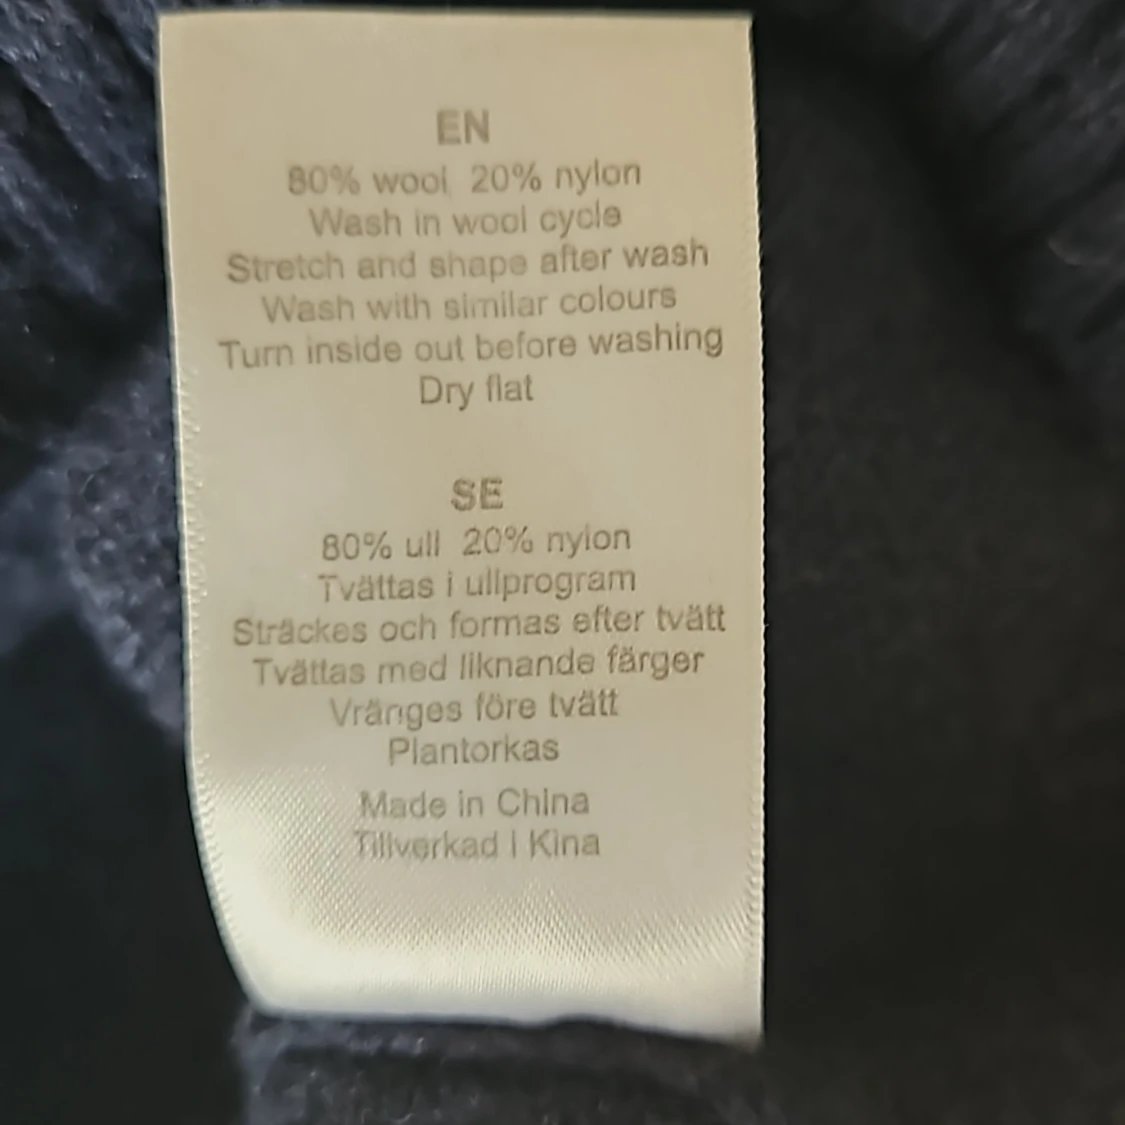 EN
80% wool 20% nylon
Wash in wool cycle
Stretch and shape after wash
Wash with similar colours
Turn inside out before washing
Dry flat
SE
80% ull 20% nylon
Tvättas i ullprogram
Sträckes och formas efter tvätt
Tvättas med liknande färger
Vränges före tvätt
Plantorkas
Made in China
Tillverkad i Kina